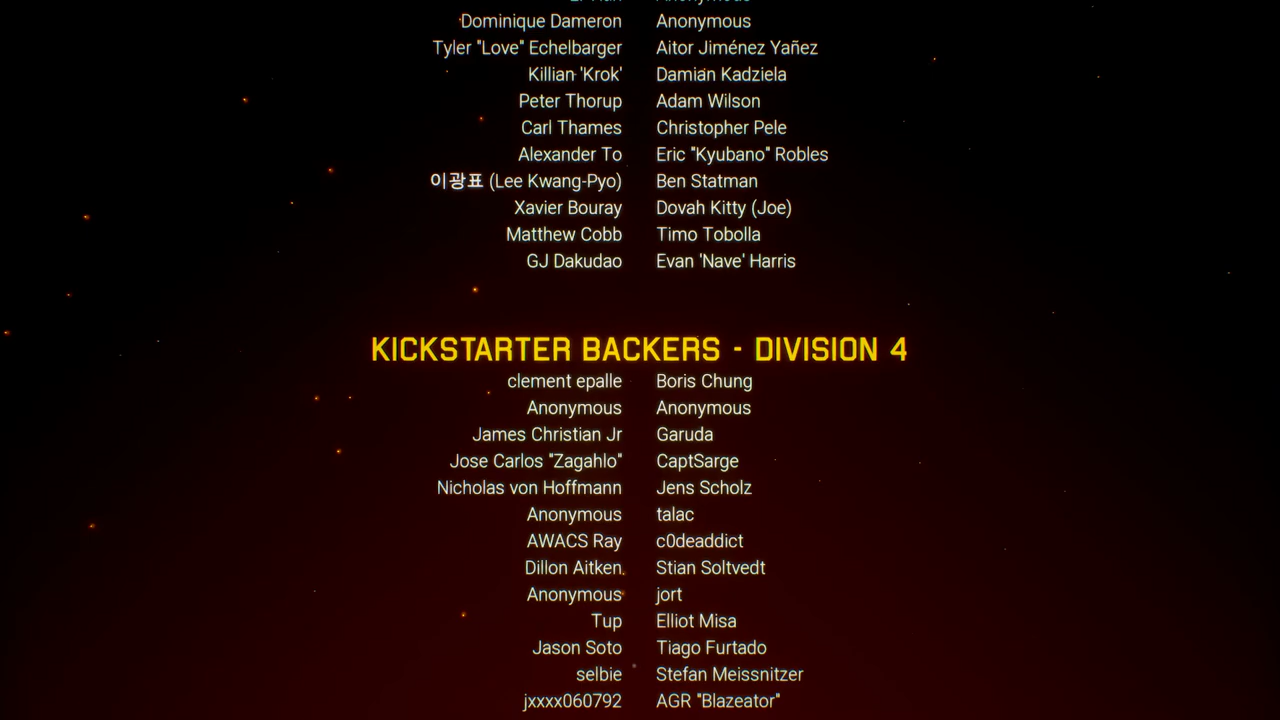 Dominique Dameron Anonymous
Tyler "Love" Echelbarger Aitor Jiménez Yañez
Killian 'Krok' Damian Kadziela
Peter Thorup Adam Wilson
Carl Thames Christopher Pele
Alexander To Eric "Kyubano" Robles
이광표 (Lee Kwang-Pyo) Ben Statman
Xavier Bouray Dovah Kitty (Joe)
Matthew Cobb Timo Tobolla
GJ Dakudao Evan 'Nave' Harris
KICKSTARTER BACKERS - DIVISION 4
clement epalle Boris Chung
Anonymous Anonymous
James Christian Jr Garuda
Jose Carlos "Zagahlo" CaptSarge
Nicholas von Hoffmann Jens Scholz
Anonymous talac
AWACS Ray c0deaddict
Dillon Aitken Stian Soltvedt
Anonymous jort
Tup Elliot Misa
Jason Soto Tiago Furtado
selbie Stefan Meissnitzer
jxxxx060792 AGR "Blazeator"